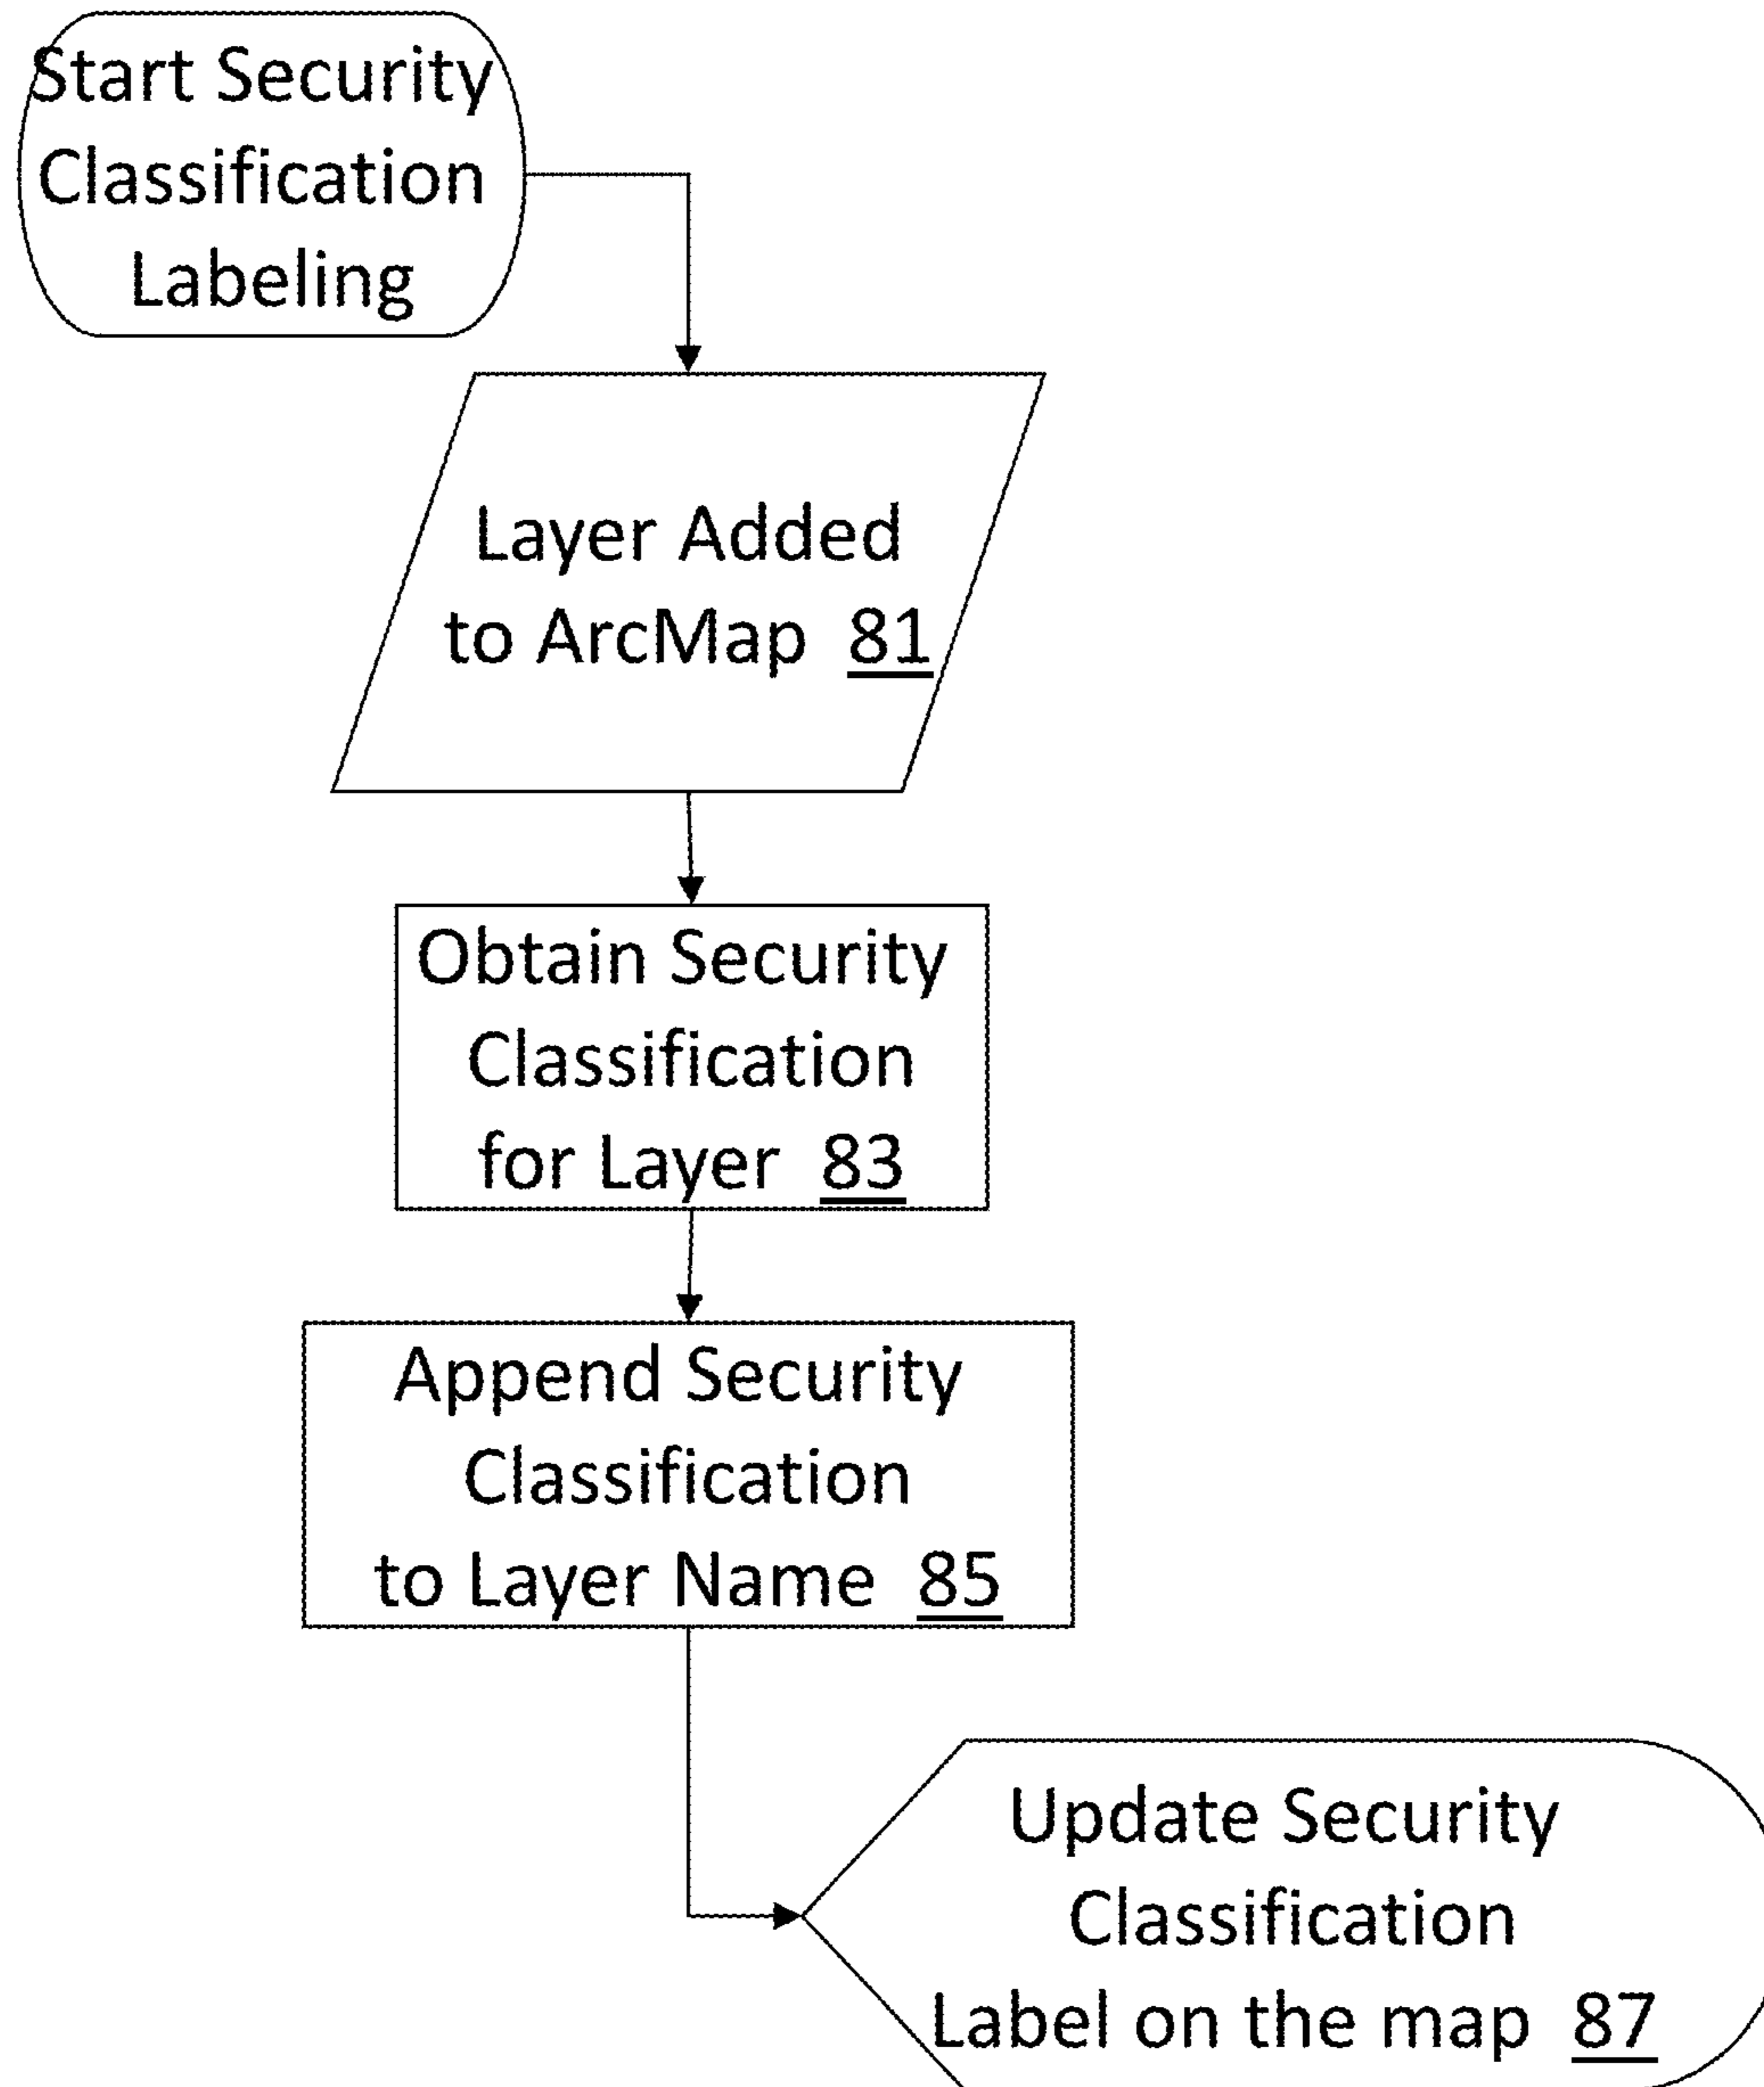 Start Security
Classification
Labeling
Layer Added
to ArcMap 81
Obtain Security
Classification
for Layer 83
Append Security
Classification
to Layer Name 85
Update Security
Classification
Label on the map 87